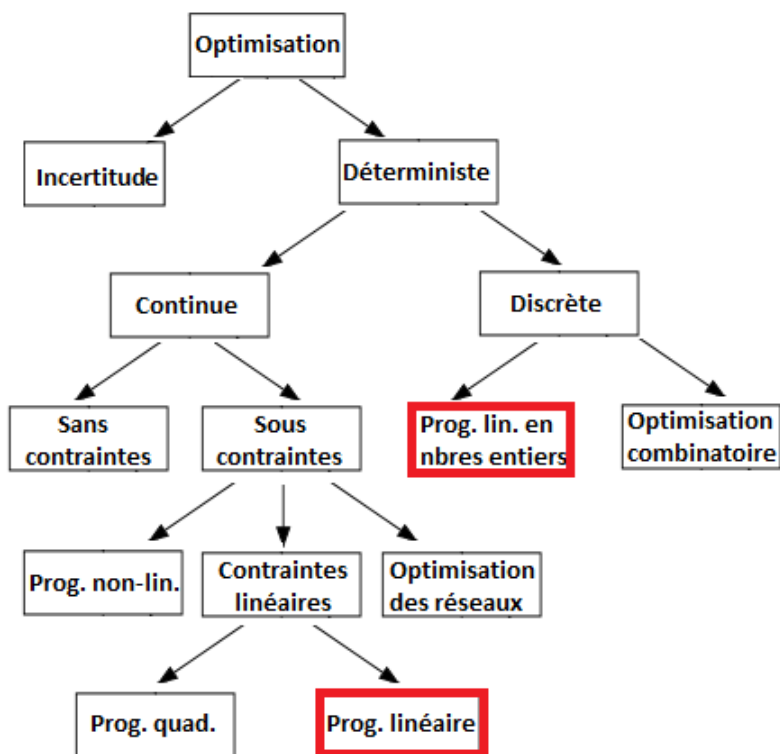 Optimisation
Incertitude
Déterministe
Continue
Discrète
Sans
contraintes
Sous
contraintes
Prog. lin. en
nbres entiers
Optimisation
combinatoire
Prog. non-lin.
Contraintes
linéaires
Optimisation
des réseaux
Prog. quad.
Prog. linéaire